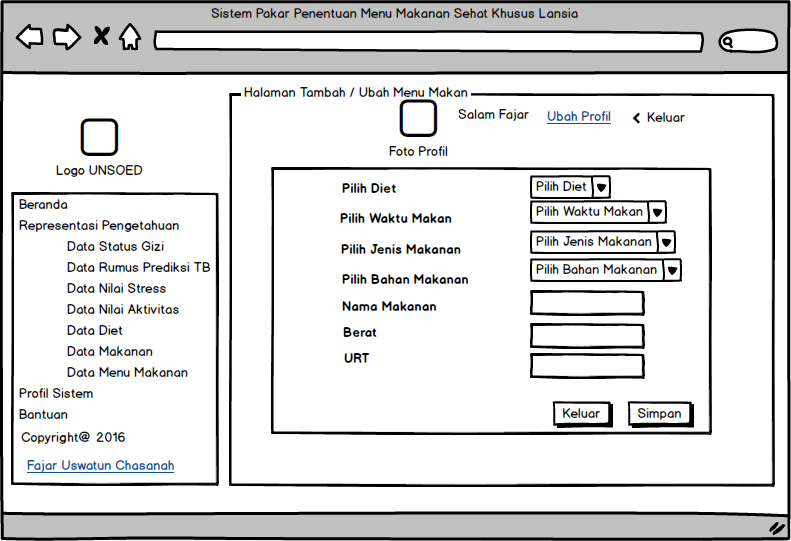 Sistem Pakar Penentuan Menu Makanan Sehat Khusus Lansia
Halaman Tambah / Ubah Menu Makan
Salam Fajar Ubah Profil Keluar
Foto Profil
Logo UNSOED
Beranda
Representasi Pengetahuan
Data Status Gizi
Data Rumus Prediksi TB
Data Nilai Stress
Data Nilai Aktivitas
Data Diet
Data Makanan
Data Menu Makanan
Profil Sistem
Bantuan
Copyright@ 2016
Fajar Uswatun Chasanah
Pilih Diet Pilih Diet
Pilih Waktu Makan Pilih Waktu Makan
Pilih Jenis Makanan Pilih Jenis Makanan
Pilih Bahan Makanan Pilih Bahan Makanan
Nama Makanan
Berat
URT
Keluar Simpan